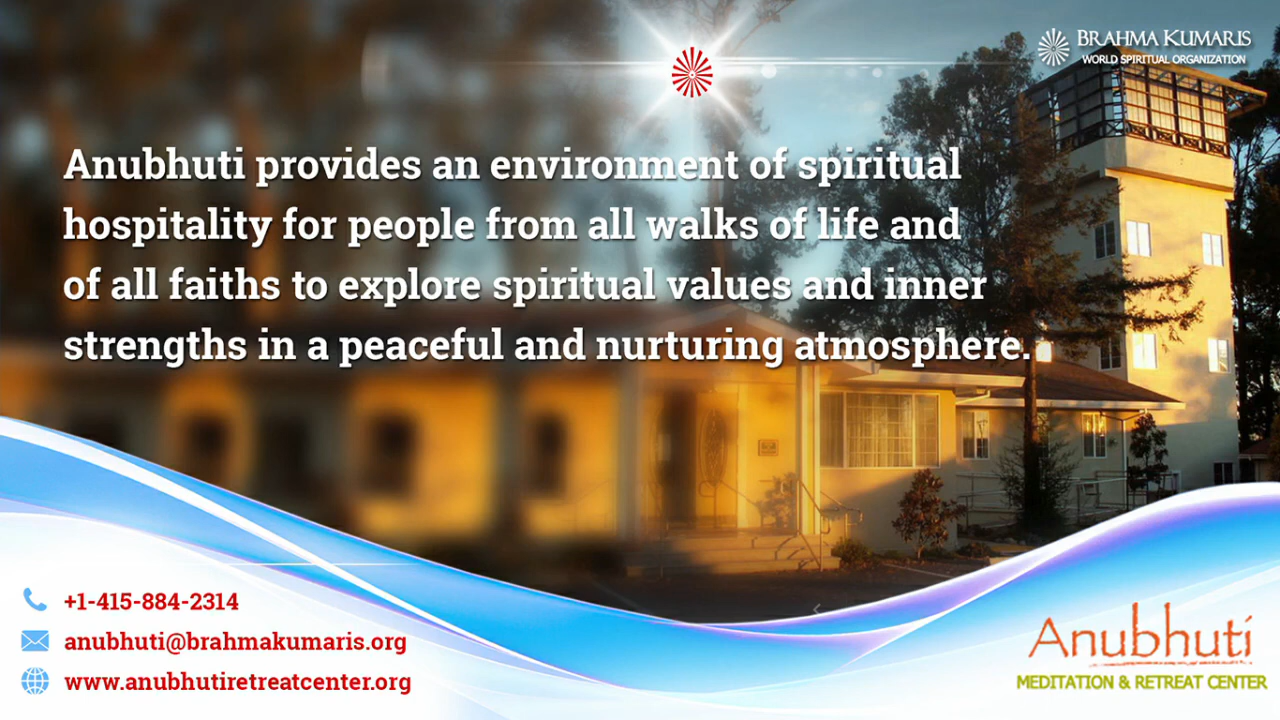 BRAHMA KUMARIS
WORLD SPIRITUAL ORGANIZATION
Anubhuti provides an environment of spiritual
hospitality for people from all walks of life and
of all faiths to explore spiritual values and inner
strengths in a peaceful and nurturing atmosphere.
+1-415-884-2314
anubhuti@brahmakumaris.org
www.anubhutiretreatcenter.org
Anubhuti
MEDITATION & RETREAT CENTER